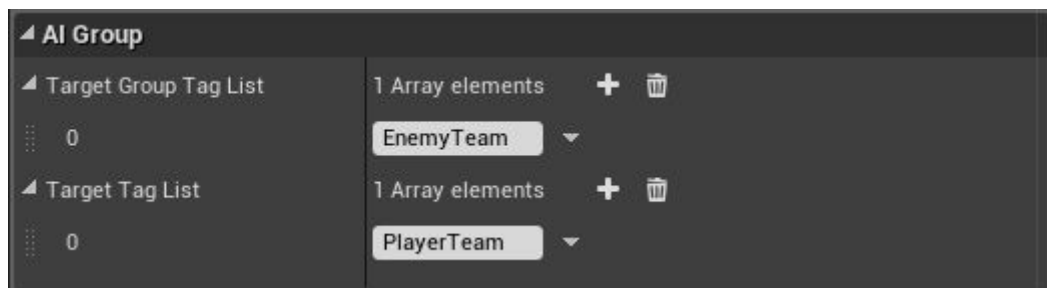 AI Group
Target Group Tag List 1 Array elements
0 EnemyTeam
Target Tag List 1 Array elements
0 PlayerTeam